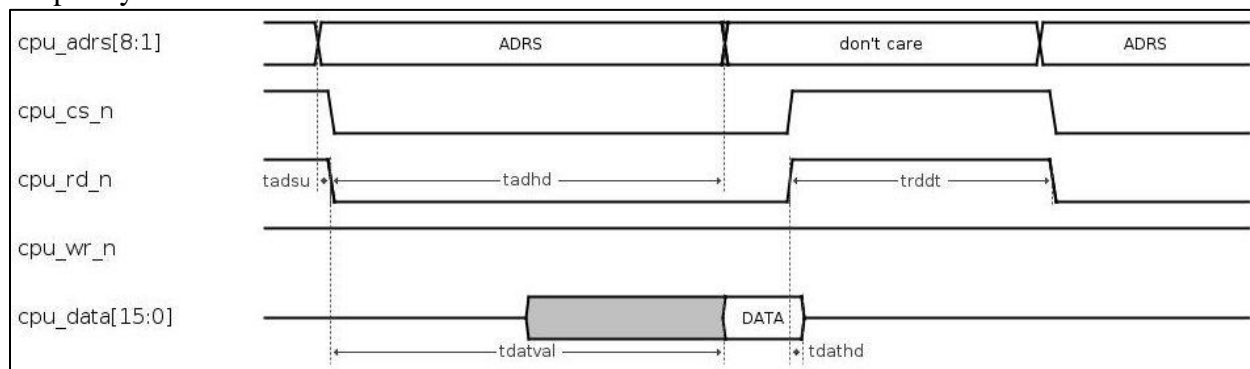 cpu_adrs[8:1] ADRS don't care ADRS
cpu_cs_n
cpu_rd_n tadsu tadhd trddt
cpu_wr_n
cpu_data[15:0] DATA
tdatval tdathd